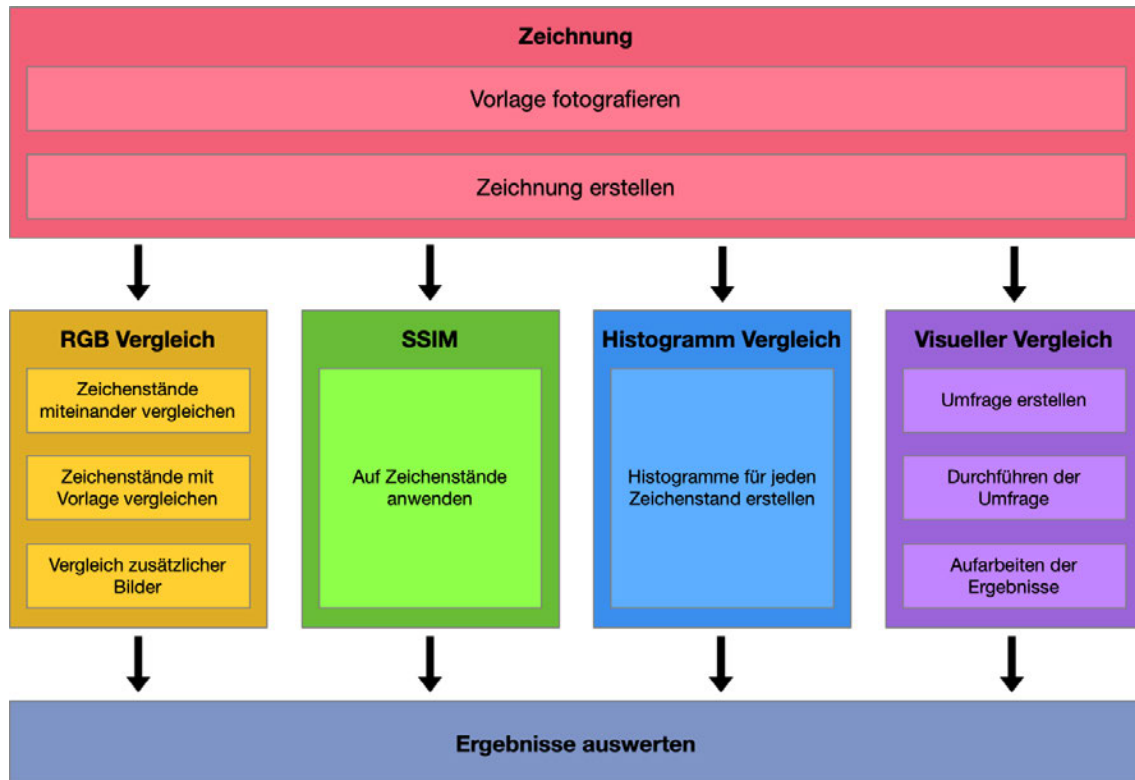 Zeichnung
Vorlage fotografieren
Zeichnung erstellen
RGB Vergleich
Zeichenstände
miteinander vergleichen
Zeichenstände mit
Vorlage vergleichen
Vergleich zusätzlicher
Bilder
SSIM
Auf Zeichenstände
anwenden
Histogramm Vergleich
Histogramme für jeden
Zeichenstand erstellen
Visueller Vergleich
Umfrage erstellen
Durchführen der
Umfrage
Aufarbeiten der
Ergebnisse
Ergebnisse auswerten